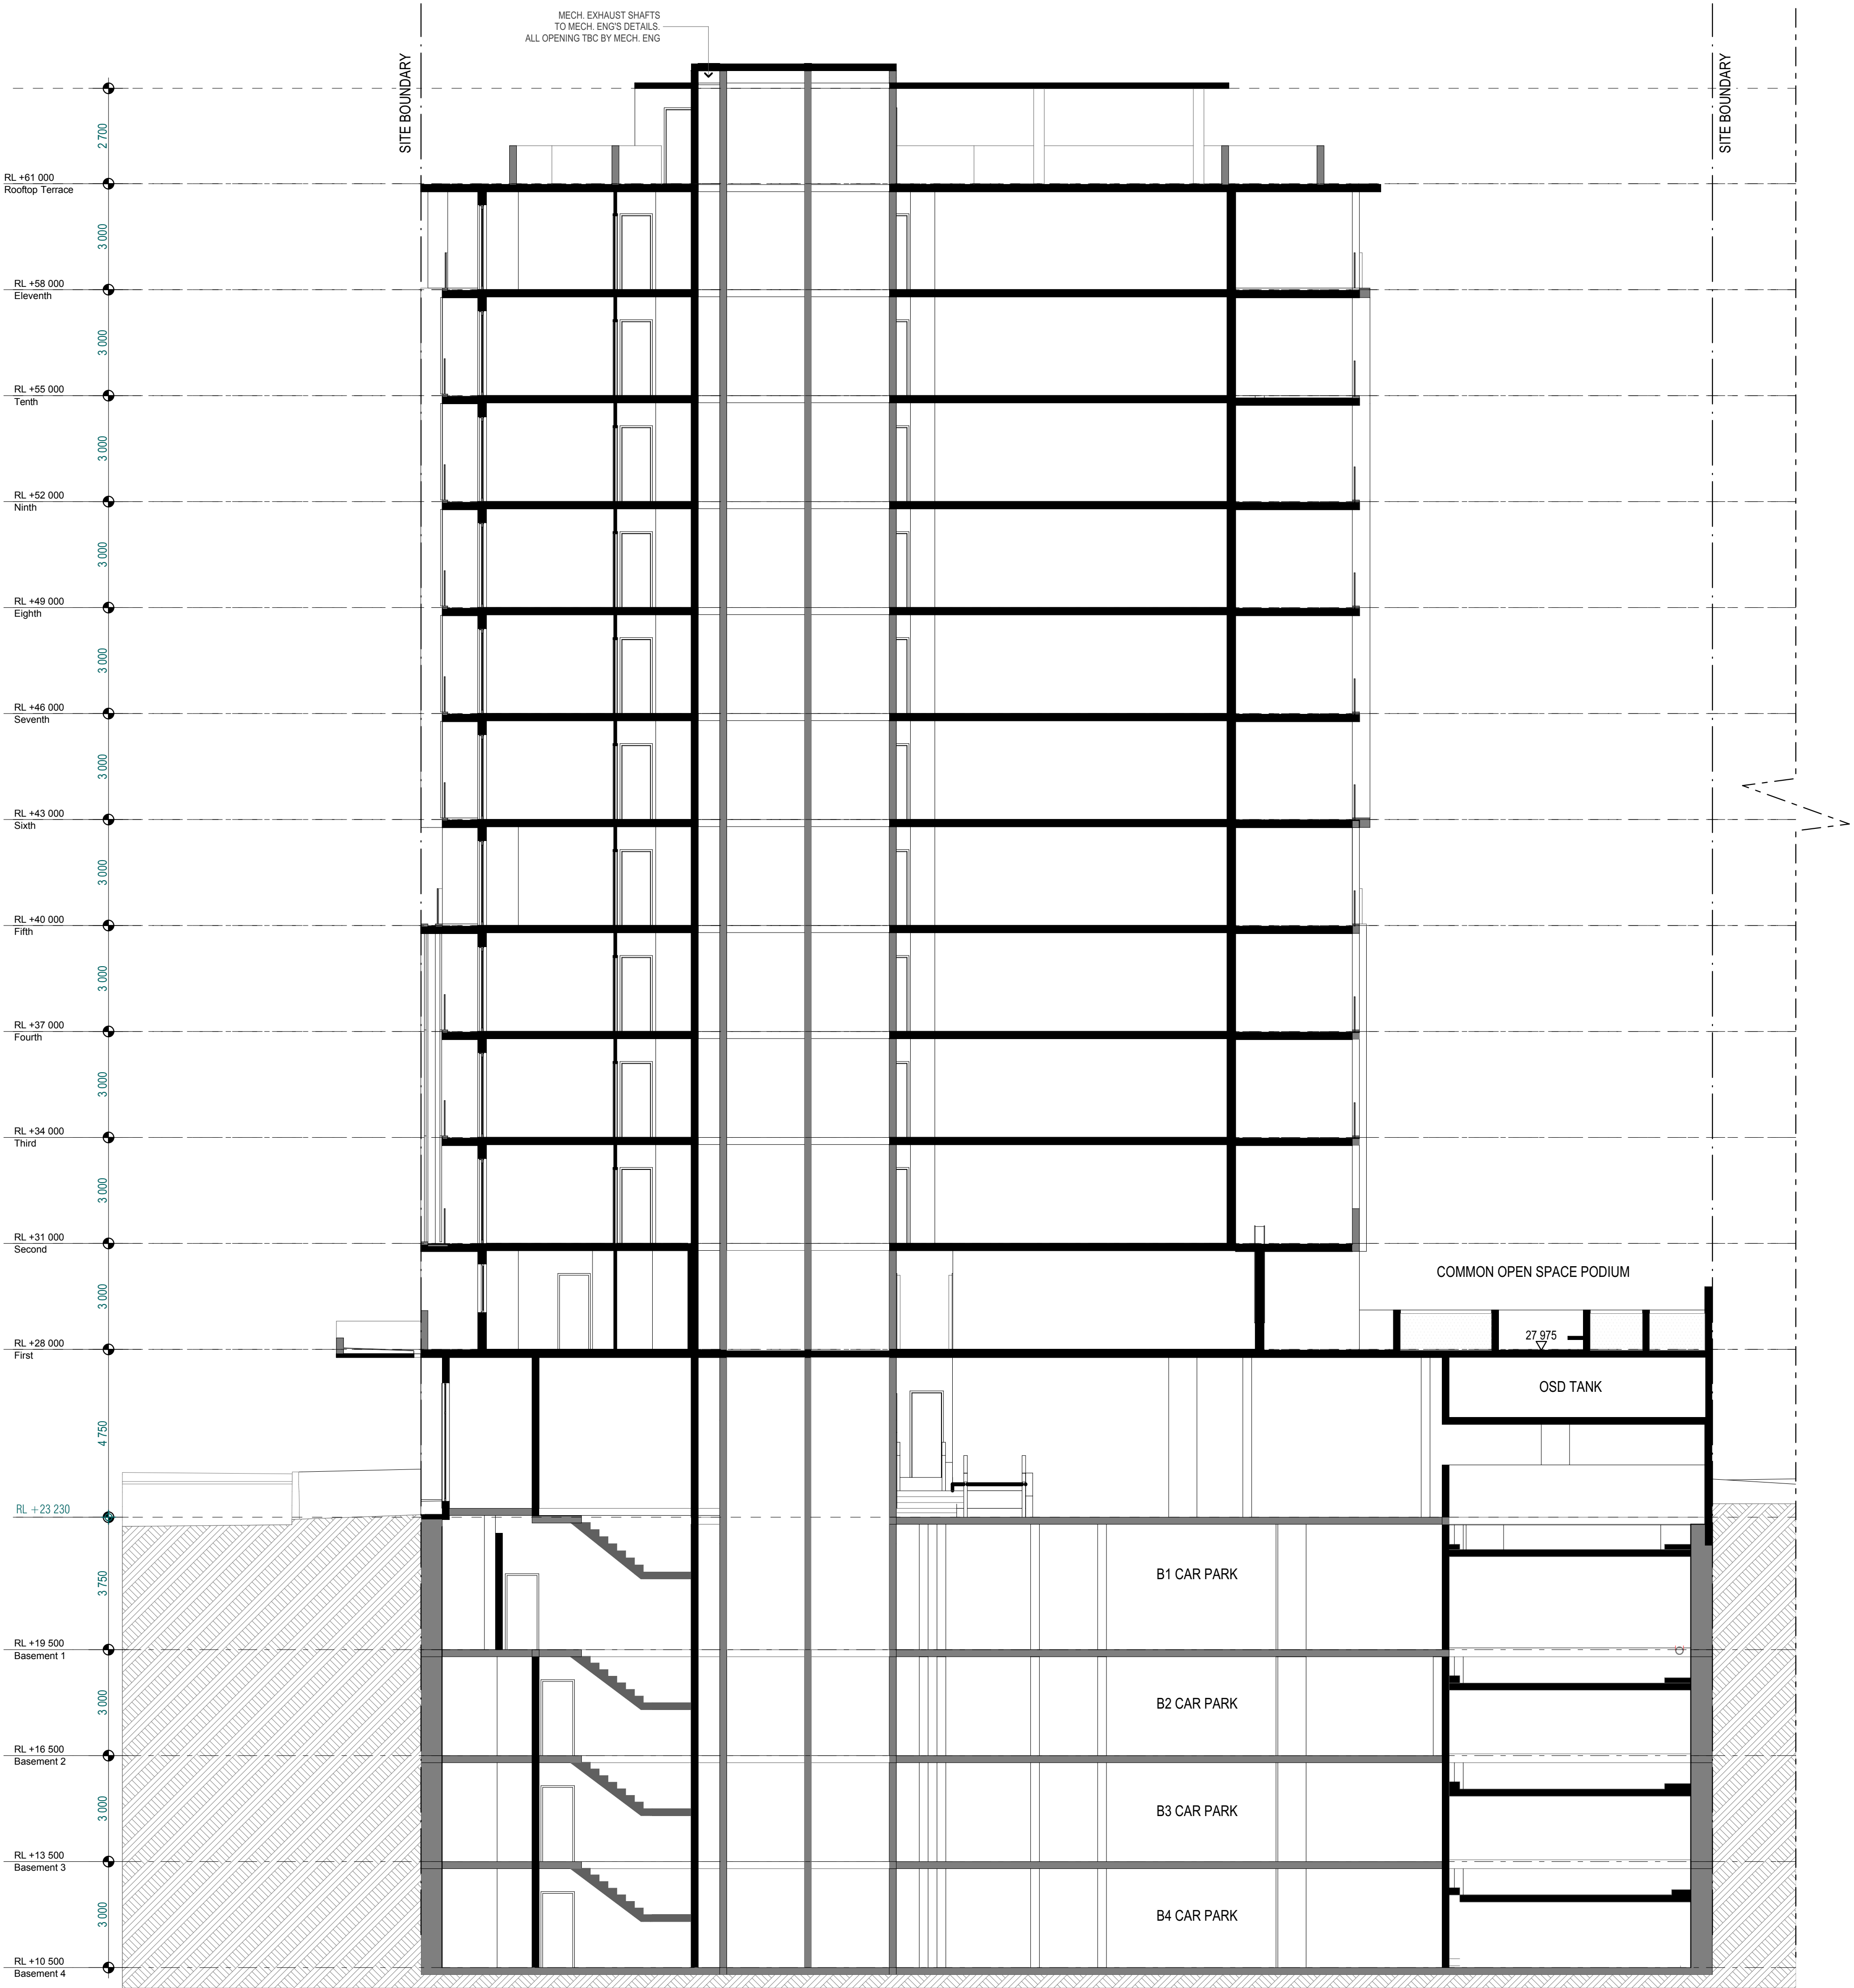 MECH. EXHAUST SHAFTS
TO MECH. ENG'S DETAILS.
ALL OPENING TBC BY MECH. ENG
SITE BOUNDARY
SITE BOUNDARY
2 700
RL +61 000
Rooftop Terrace
3 000
RL +58 000
Eleventh
3 000
RL +55 000
Tenth
3 000
RL +52 000
Ninth
3 000
RL +49 000
Eighth
3 000
RL +46 000
Seventh
3 000
RL +43 000
Sixth
3 000
RL +40 000
Fifth
3 000
RL +37 000
Fourth
3 000
RL +34 000
Third
3 000
RL +31 000
Second
COMMON OPEN SPACE PODIUM
3 000
27 975
RL +28 000
First
OSD TANK
4 750
RL +23 230
B1 CAR PARK
3 750
RL +19 500
Basement 1
B2 CAR PARK
3 000
RL +16 500
Basement 2
B3 CAR PARK
3 000
RL +13 500
Basement 3
B4 CAR PARK
3 000
RL +10 500
Basement 4